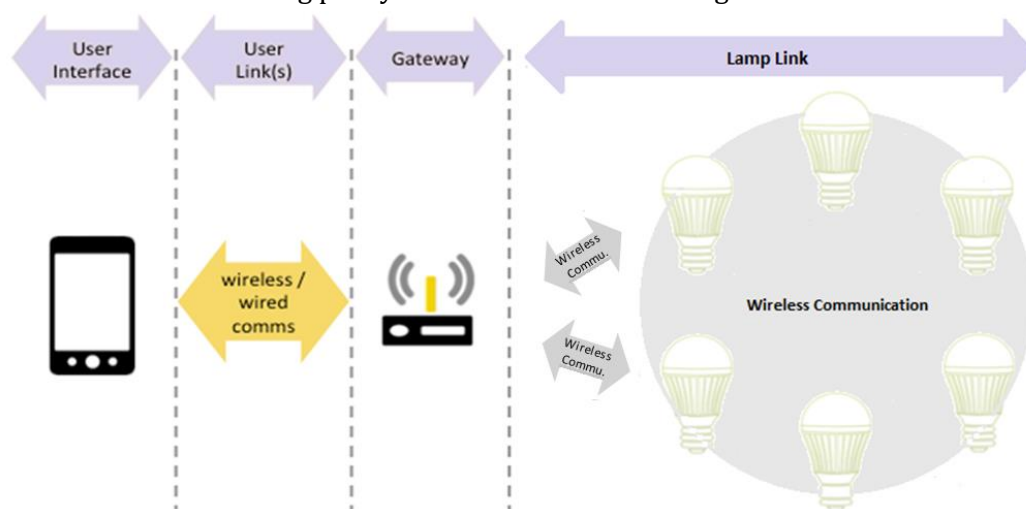 User
Interface
User
Link(s)
Gateway
Lamp Link
wireless /
wired
comms
Wireless
Commu.
Wireless
Commu.
Wireless Communication